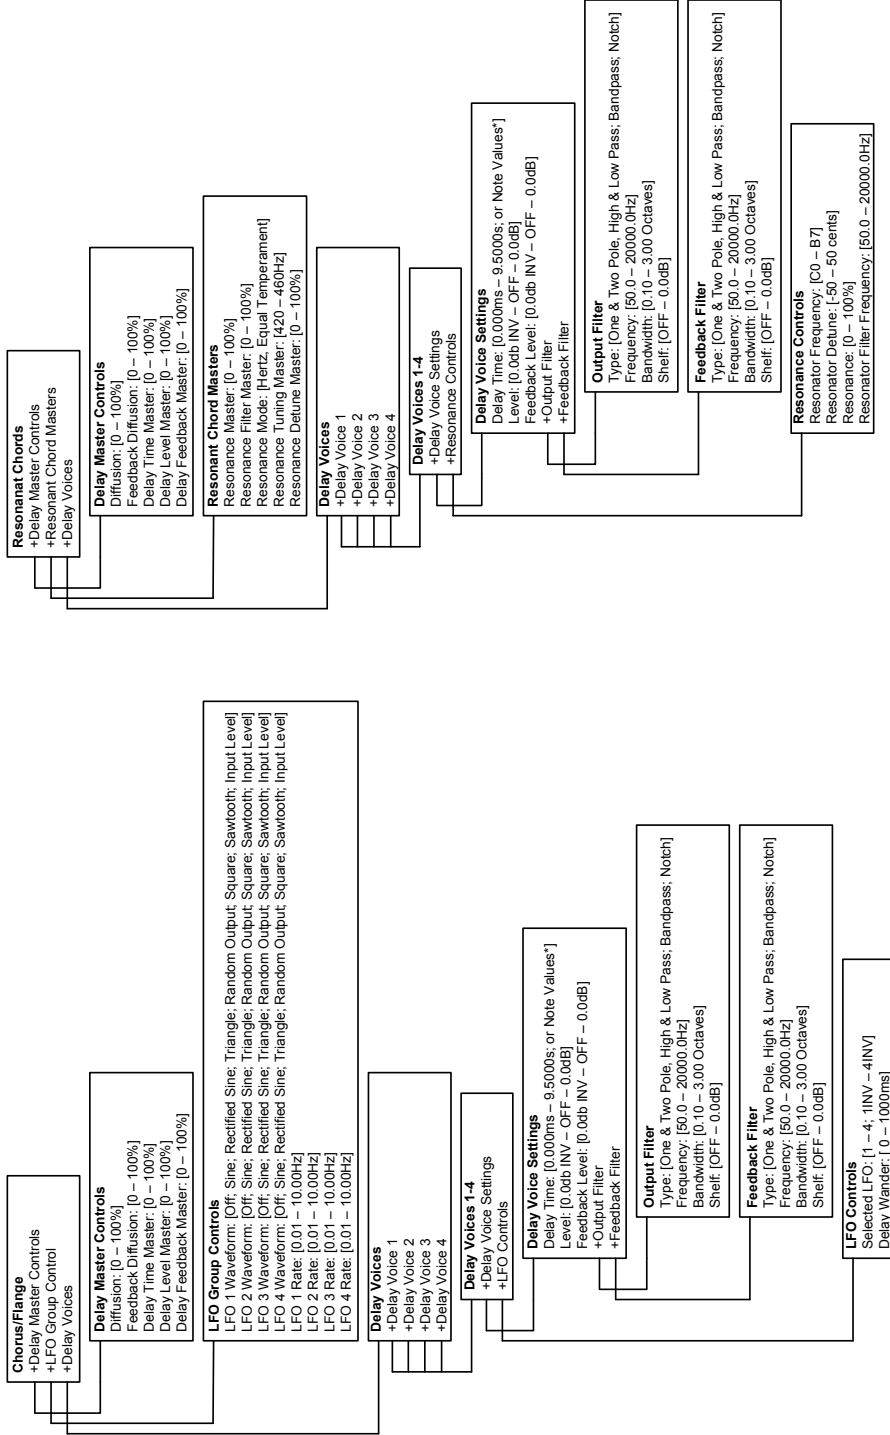 Chorus/Flange
+Delay Master Controls
+LFO Group Control
+Delay Voices
Delay Master Controls
Diffusion: [0 – 100%]
Feedback Diffusion: [0 – 100%]
Delay Time Master: [0 – 100%]
Delay Level Master: [0 – 100%]
Delay Feedback Master: [0 – 100%]
LFO Group Controls
LFO 1 Waveform: [Off; Sine; Rectified Sine; Triangle; Random Output; Square; Sawtooth; Input Level]
LFO 2 Waveform: [Off; Sine; Rectified Sine; Triangle; Random Output; Square; Sawtooth; Input Level]
LFO 3 Waveform: [Off; Sine; Rectified Sine; Triangle; Random Output; Square; Sawtooth; Input Level]
LFO 4 Waveform: [Off; Sine; Rectified Sine; Triangle; Random Output; Square; Sawtooth; Input Level]
LFO 1 Rate: [0.01 – 10.00Hz]
LFO 2 Rate: [0.01 – 10.00Hz]
LFO 3 Rate: [0.01 – 10.00Hz]
LFO 4 Rate: [0.01 – 10.00Hz]
Delay Voices
+Delay Voice 1
+Delay Voice 2
+Delay Voice 3
+Delay Voice 4
Delay Voices 1-4
+Delay Voice Settings
+LFO Controls
Delay Voice Settings
Delay Time: [0.000ms – 9.5000s; or Note Values*]
Level: [0.0db INV – OFF – 0.0dB]
Feedback Level: [0.0db INV – OFF – 0.0dB]
+Output Filter
+Feedback Filter
Output Filter
Type: [One & Two Pole, High & Low Pass; Bandpass; Notch]
Frequency: [50.0 – 20000.0Hz]
Bandwidth: [0.10 – 3.00 Octaves]
Shelf: [OFF – 0.0dB]
Feedback Filter
Type: [One & Two Pole, High & Low Pass; Bandpass; Notch]
Frequency: [50.0 – 20000.0Hz]
Bandwidth: [0.10 – 3.00 Octaves]
Shelf: [OFF – 0.0dB]
LFO Controls
Selected LFO: [1 – 4; 1INV – 4INV]
Delay Wander: [ 0 – 1000ms]
Resonanat Chords
+Delay Master Controls
+Resonant Chord Masters
+Delay Voices
Delay Master Controls
Diffusion: [0 – 100%]
Feedback Diffusion: [0 – 100%]
Delay Time Master: [0 – 100%]
Delay Level Master: [0 – 100%]
Delay Feedback Master: [0 – 100%]
Resonant Chord Masters
Resonance Master: [0 – 100%]
Resonance Filter Master: [0 – 100%]
Resonance Mode: [Hertz, Equal Temperament]
Resonance Tuning Master: [420 – 460Hz]
Resonance Detune Master: [0 – 100%]
Delay Voices
+Delay Voice 1
+Delay Voice 2
+Delay Voice 3
+Delay Voice 4
Delay Voices 1-4
+Delay Voice Settings
+Resonance Controls
Delay Voice Settings
Delay Time: [0.000ms – 9.5000s; or Note Values*]
Level: [0.0db INV – OFF – 0.0dB]
Feedback Level: [0.0db INV – OFF – 0.0dB]
+Output Filter
+Feedback Filter
Output Filter
Type: [One & Two Pole, High & Low Pass; Bandpass; Notch]
Frequency: [50.0 – 20000.0Hz]
Bandwidth: [0.10 – 3.00 Octaves]
Shelf: [OFF – 0.0dB]
Feedback Filter
Type: [One & Two Pole, High & Low Pass; Bandpass; Notch]
Frequency: [50.0 – 20000.0Hz]
Bandwidth: [0.10 – 3.00 Octaves]
Shelf: [OFF – 0.0dB]
Resonance Controls
Resonator Frequency: [C0 – B7]
Resonator Detune: [-50 – 50 cents]
Resonance: [0 – 100%]
Resonator Filter Frequency: [50.0 – 20000.0Hz]